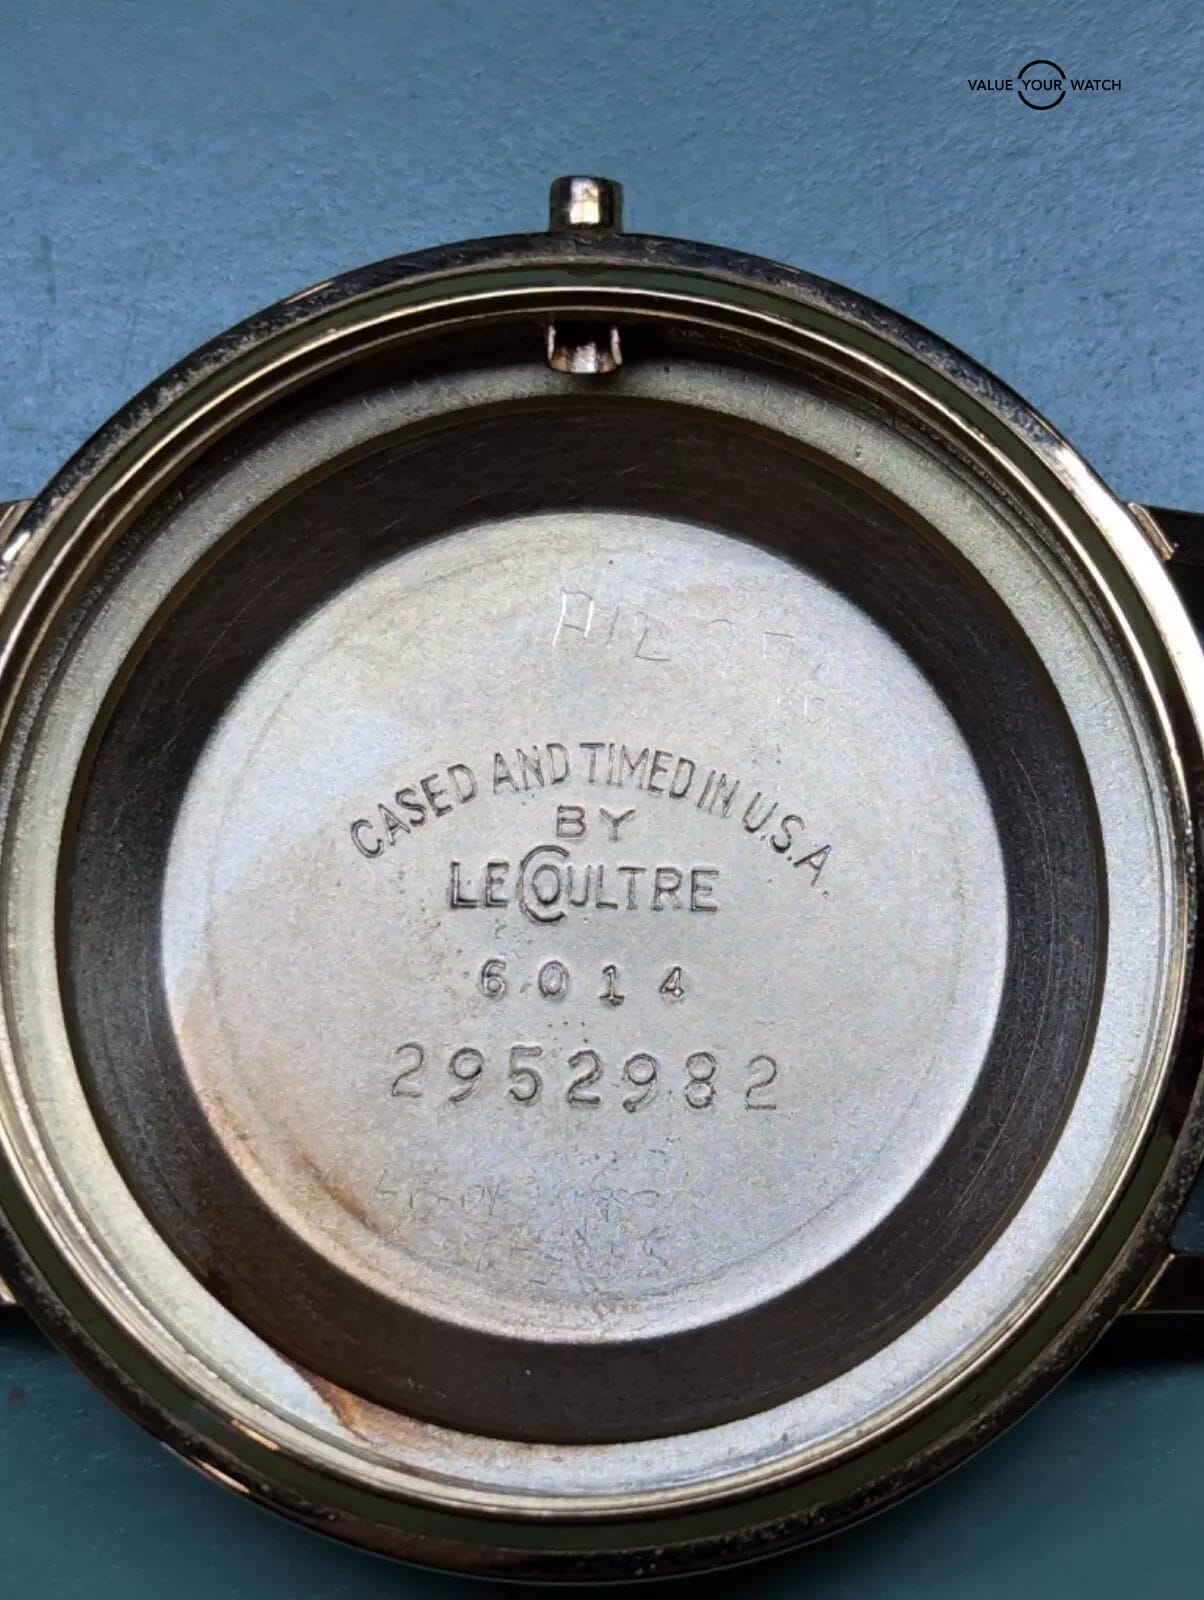 VALUE YOUR WATCH
CASED AND TIMED IN U.S.A.
BY
LECOULTRE
6014
2952982